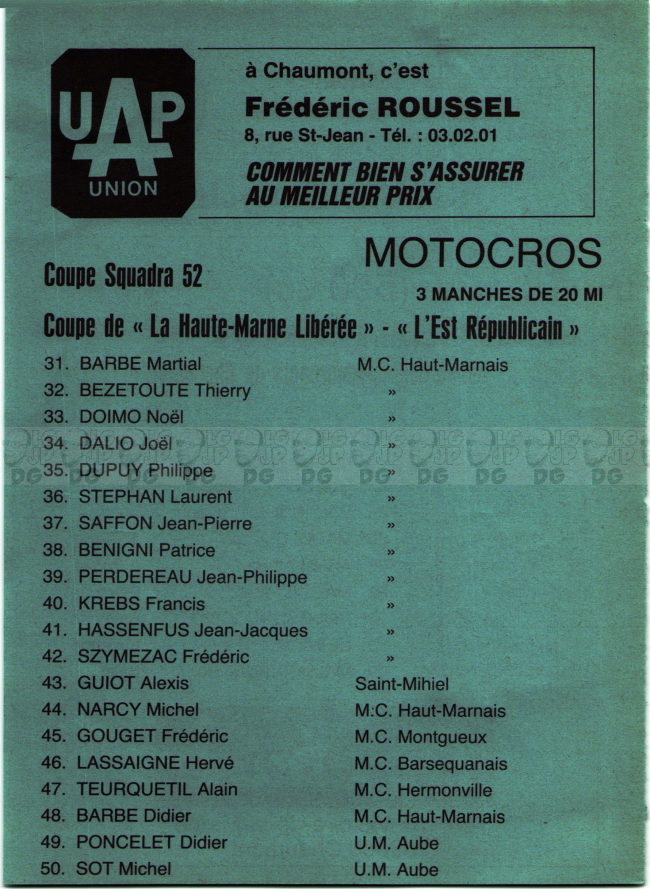 UAP
UNION
à Chaumont, c'est
Frédéric ROUSSEL
8, rue St-Jean - Tél. : 03.02.01
COMMENT BIEN S'ASSURER
AU MEILLEUR PRIX
MOTOCROS
Coupe Squadra 52
3 MANCHES DE 20 MI
Coupe de « La Haute-Marne Libérée » - « L'Est Républicain »
31. BARBE Martial M.C. Haut-Marnais
32. BEZETOUTE Thierry »
33. DOIMO Noël »
34. DALIO Joël »
35. DUPUY Philippe »
36. STEPHAN Laurent »
37. SAFFON Jean-Pierre »
38. BENIGNI Patrice »
39. PERDEREAU Jean-Philippe »
40. KREBS Francis »
41. HASSENFUS Jean-Jacques »
42. SZYMEZAC Frédéric »
43. GUIOT Alexis Saint-Mihiel
44. NARCY Michel M.C. Haut-Marnais
45. GOUGET Frédéric M.C. Montgueux
46. LASSAIGNE Hervé M.C. Barsequanais
47. TEURQUETIL Alain M.C. Hermonville
48. BARBE Didier M.C. Haut-Marnais
49. PONCELET Didier U.M. Aube
50. SOT Michel U.M. Aube